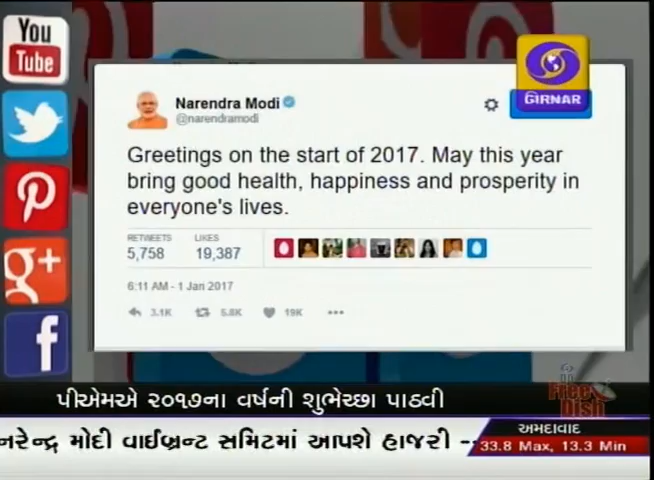 You
Tube
ગિરનાર
Narendra Modi
@narendramodi
Greetings on the start of 2017. May this year
bring good health, happiness and prosperity in
everyone's lives.
RETWEETS LIKES
5,758 19,387
6:11 AM - 1 Jan 2017
3.1K 5.8K 19K
g+
f
Free
Dish
પીએમએ ૨૦૧૭ના વર્ષની શુભેચ્છા પાઠવી
નરેન્દ્ર મોદી વાઈબ્રન્ટ સમિટમાં આપશે હાજરી --
અમદાવાદ
33.8 Max, 13.3 Min